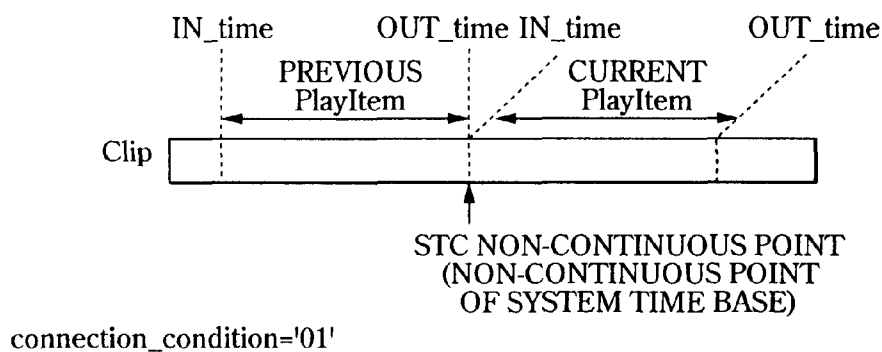 IN_time OUT_time IN_time OUT_time
PREVIOUS
PlayItem
CURRENT
PlayItem
Clip
STC NON-CONTINUOUS POINT
(NON-CONTINUOUS POINT
OF SYSTEM TIME BASE)
connection_condition='01'